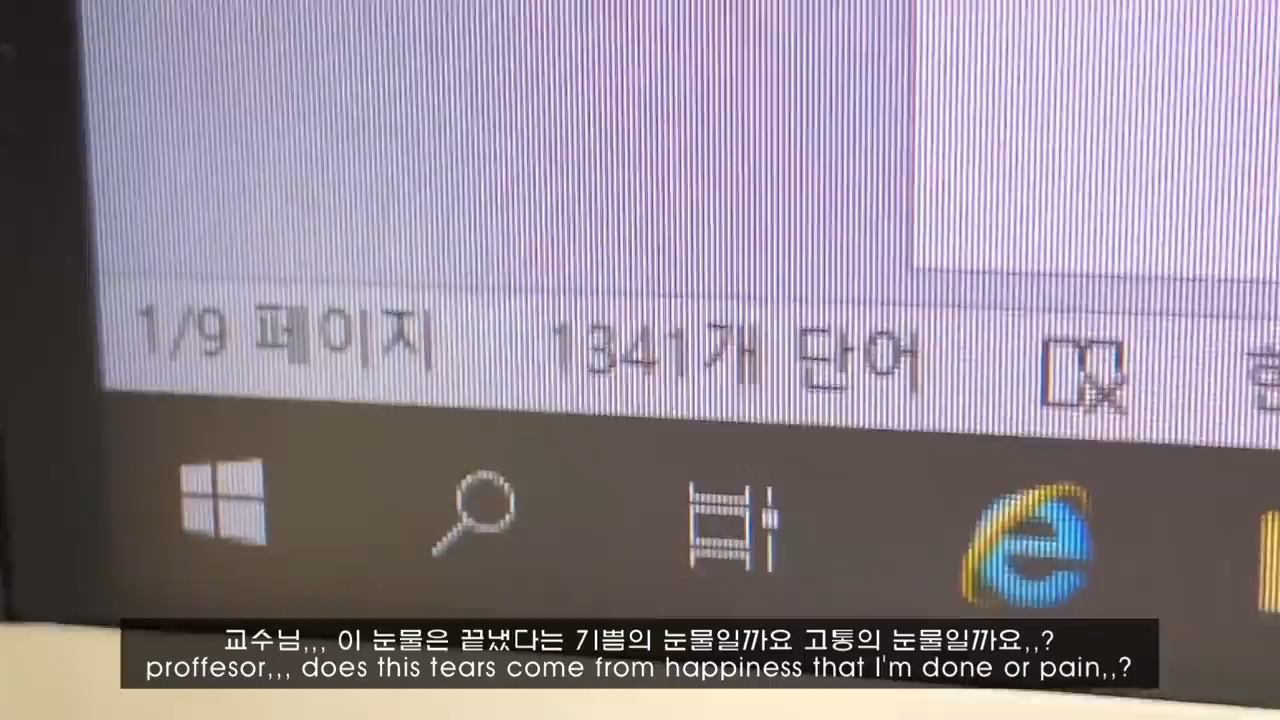 1/9 페이지 1341개 단어
교수님,,, 이 눈물은 끝냈다는 기쁨의 눈물일까요 고통의 눈물일까요,,?
proffesor,,, does this tears come from happiness that I'm done or pain,,?